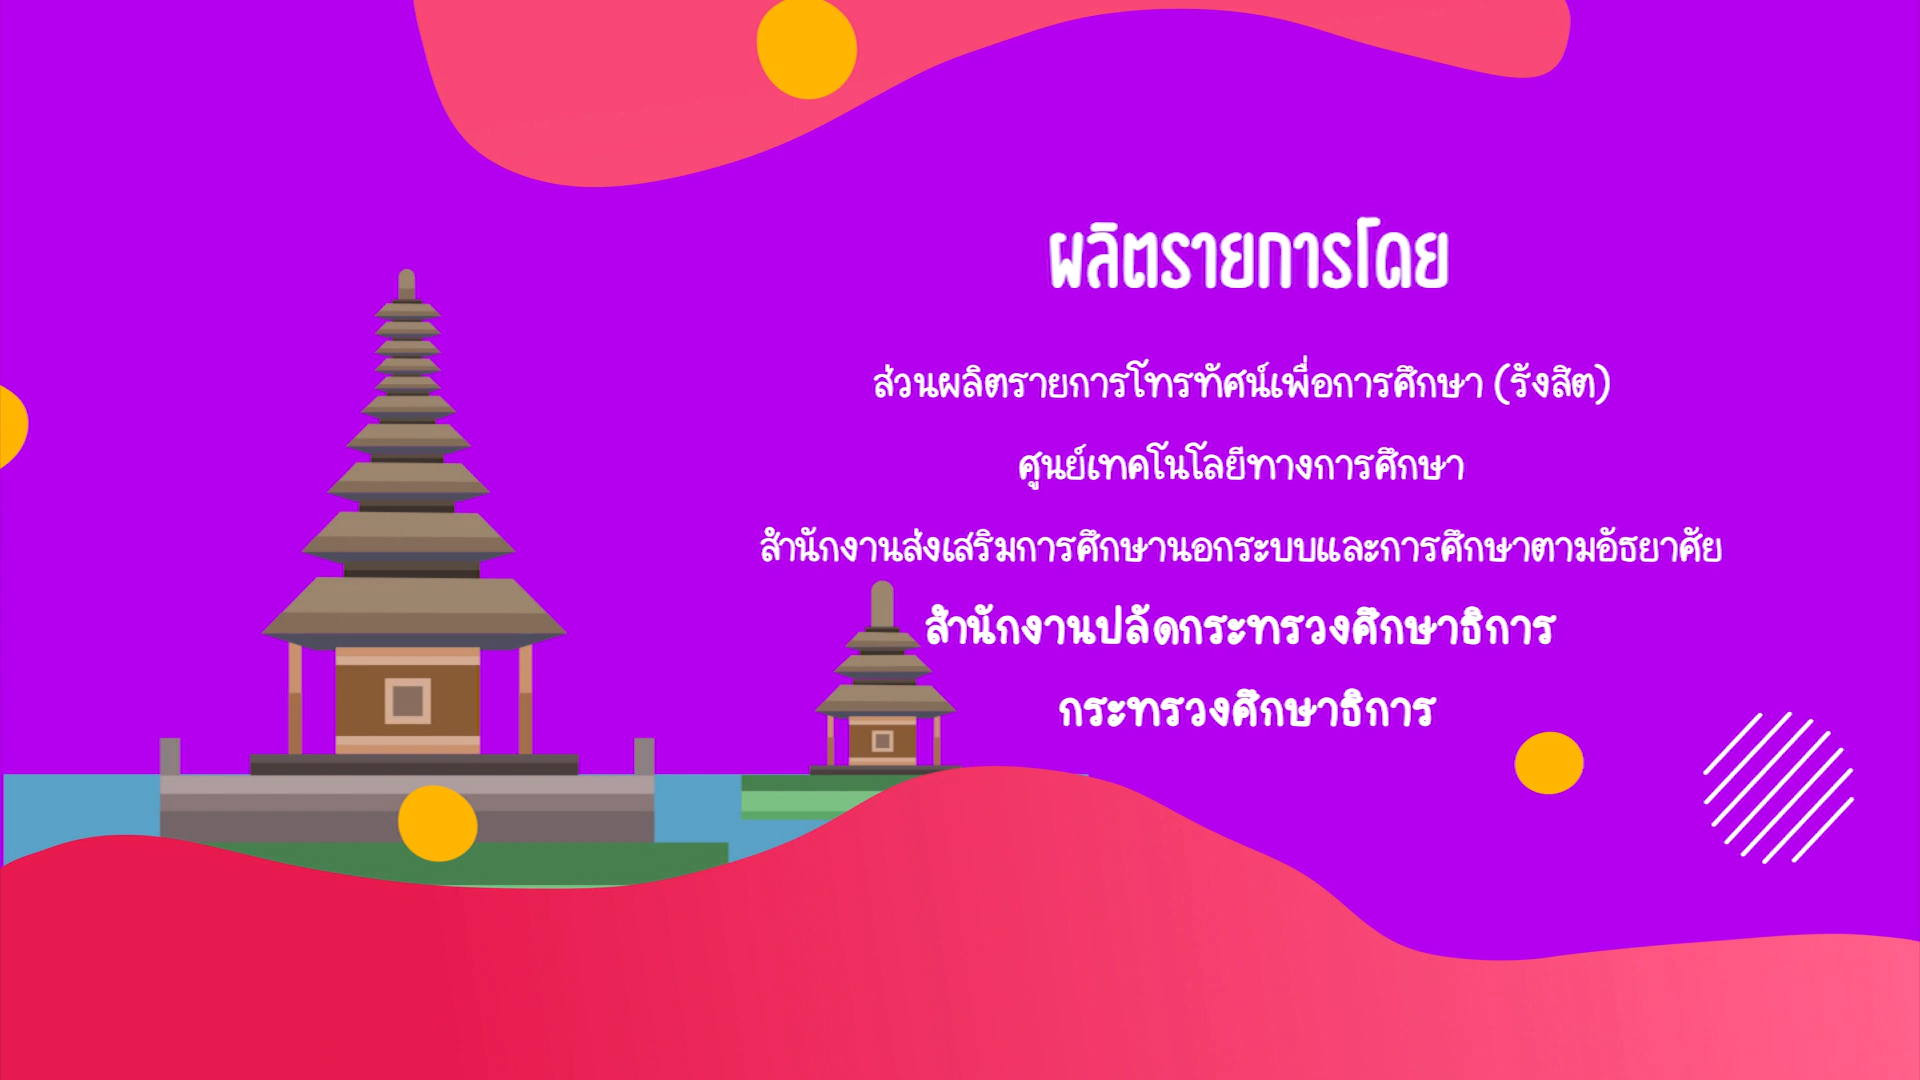 ผลิตรายการโดย
ส่วนผลิตรายการโทรทัศน์เพื่อการศึกษา (รังสิต)
ศูนย์เทคโนโลยีทางการศึกษา
สำนักงานส่งเสริมการศึกษานอกระบบและการศึกษาตามอัธยาศัย
สำนักงานปลัดกระทรวงศึกษาธิการ
กระทรวงศึกษาธิการ